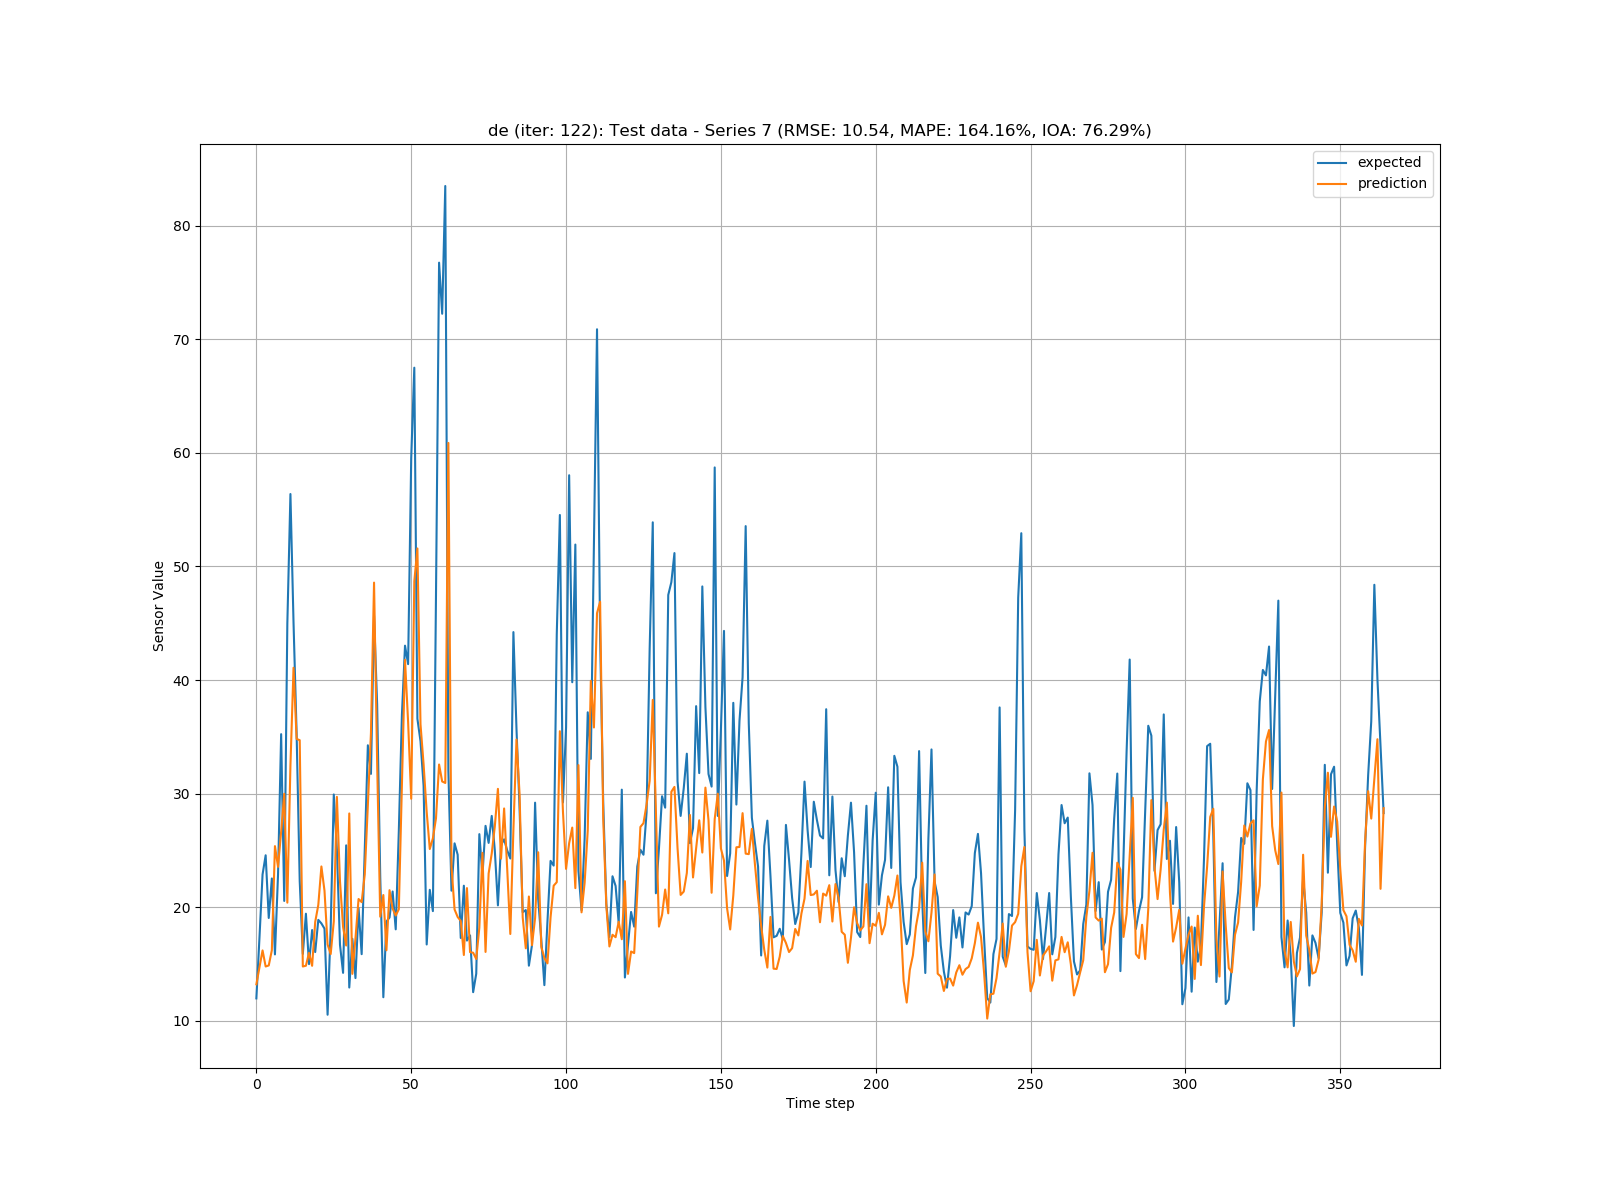 de (iter: 122): Test data - Series 7 (RMSE: 10.54, MAPE: 164.16%, IOA: 76.29%)
expected
prediction
80
70
60
50
40
30
20
10
Sensor Value
0 50 100 150 200 250 300 350
Time step